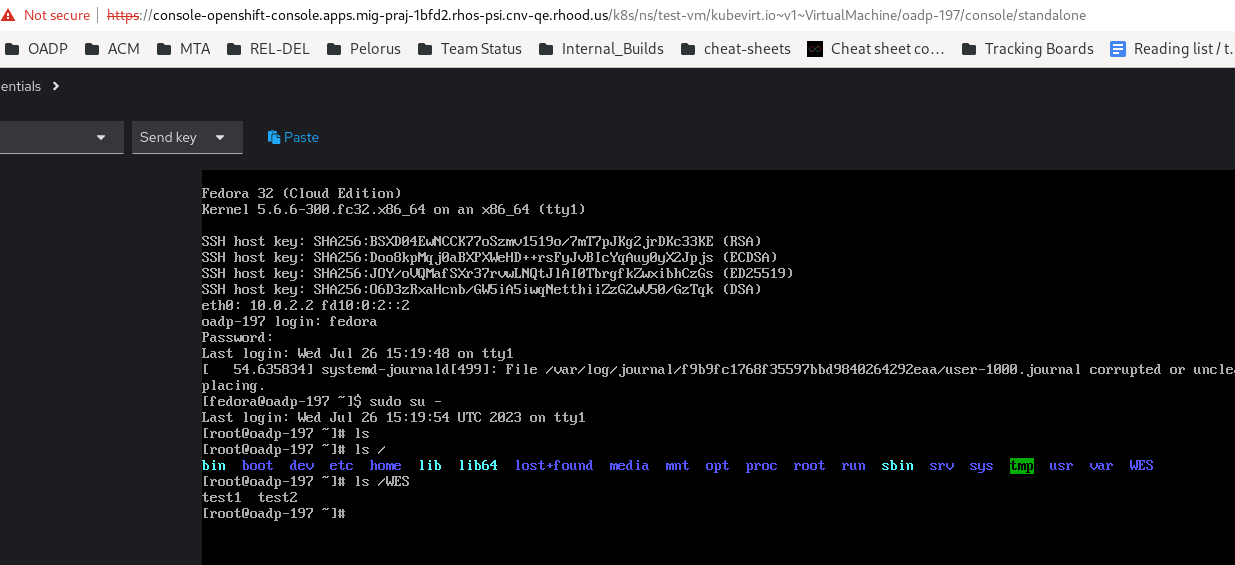 Not secure https://console-openshift-console.apps.mig-praj-1bfd2.rhos-psi.cnv-qe.rhood.us/k8s/ns/test-vm/kubevirt.io~v1~VirtualMachine/oadp-197/console/standalone
OADP ACM MTA REL-DEL Pelorus Team Status Internal_Builds cheat-sheets Cheat sheet co… Tracking Boards Reading list / t…
entials
Send key Paste
Fedora 32 (Cloud Edition)
Kernel 5.6.6-300.fc32.x86_64 on an x86_64 (tty1)
SSH host key: SHA256:BSXD04EwNCCK77oSzmv1519o/7mT7pJKg2jrDKc33KE (RSA)
SSH host key: SHA256:Doo8kpMqj0aBXPXWeHD++rsFyJvBIcYqAuy0yX2Jpjs (ECDSA)
SSH host key: SHA256:JOY/oVQMafSXr37rvwLNQtJlAI0TbrgfkZwxibhCzGs (ED25519)
SSH host key: SHA256:O6D3zRxaHcnb/GW5iA5iwqNetthiiZzG2wV50/GzTqk (DSA)
eth0: 10.0.2.2 fd10:0:2::2
oadp-197 login: fedora
Password:
Last login: Wed Jul 26 15:19:48 on tty1
[   54.635834] systemd-journald[499]: File /var/log/journal/f9b9fc1768f35597bbd9840264292eaa/user-1000.journal corrupted or unclea
placing.
[fedora@oadp-197 ~]$ sudo su -
Last login: Wed Jul 26 15:19:54 UTC 2023 on tty1
[root@oadp-197 ~]# ls
[root@oadp-197 ~]# ls /
bin boot dev etc home lib lib64 lost+found media mnt opt proc root run sbin srv sys tmp usr var WES
[root@oadp-197 ~]# ls /WES
test1 test2
[root@oadp-197 ~]#